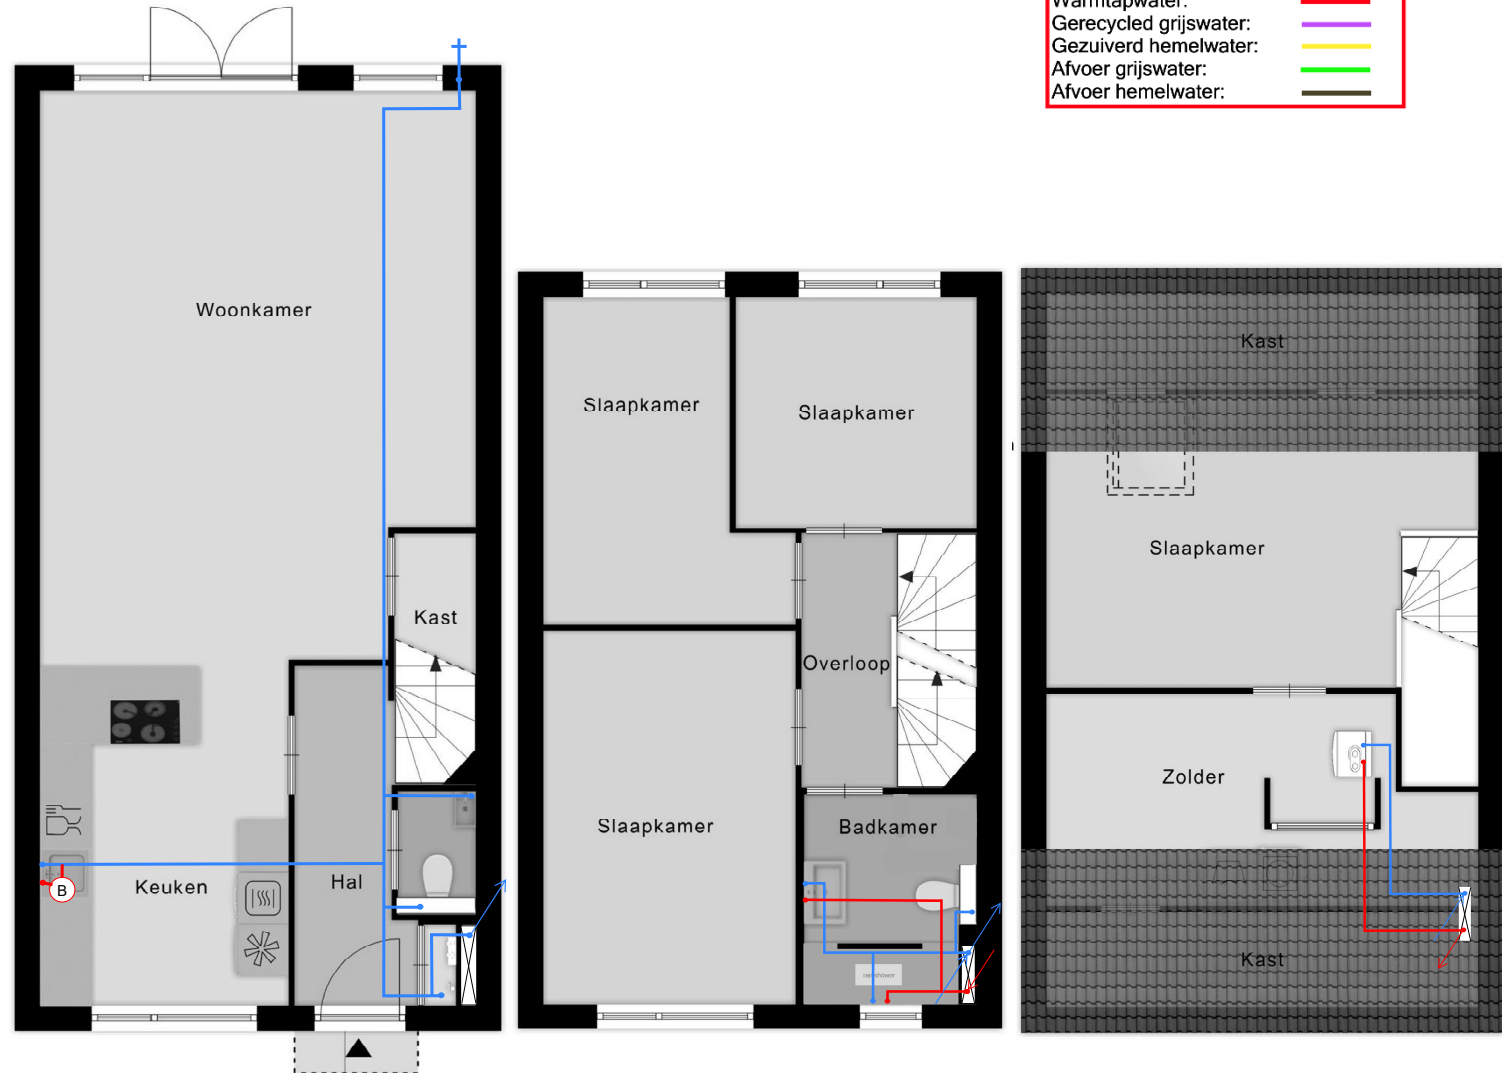 Warmtapwater:
Gerecycled grijswater:
Gezuiverd hemelwater:
Afvoer grijswater:
Afvoer hemelwater:
Woonkamer
Kast
Keuken
Hal
B
Slaapkamer
Slaapkamer
Overloop
Slaapkamer
Badkamer
Kast
Slaapkamer
Zolder
Kast